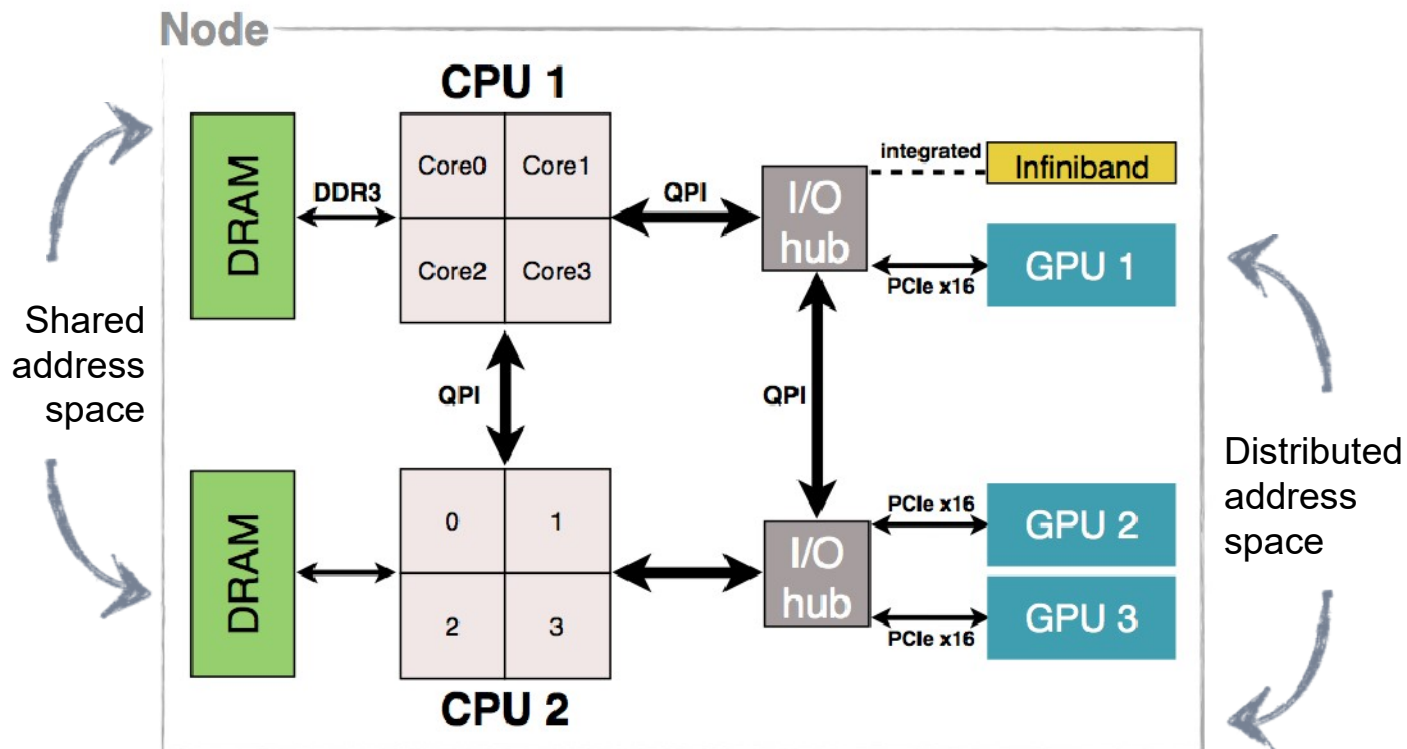 Node
CPU 1
DRAM
DDR3
Core0
Core1
Core2
Core3
QPI
I/O
hub
integrated
Infiniband
PCIe x16
GPU 1
Shared
address
space
QPI
QPI
Distributed
address
space
DRAM
0
1
2
3
CPU 2
I/O
hub
PCIe x16
GPU 2
GPU 3
PCIe x16